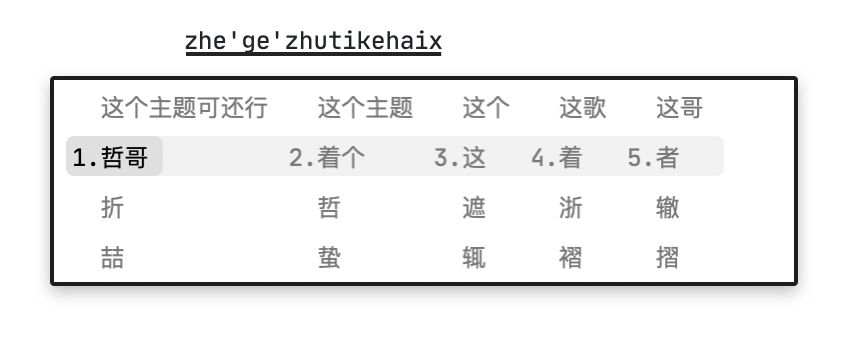 zhe'ge'zhutikehaix
这个主题可还行 这个主题 这个 这歌 这哥
1.哲哥 2.着个 3.这 4.着 5.者
折 哲 遮 浙 辙
喆 蛰 辄 褶 摺